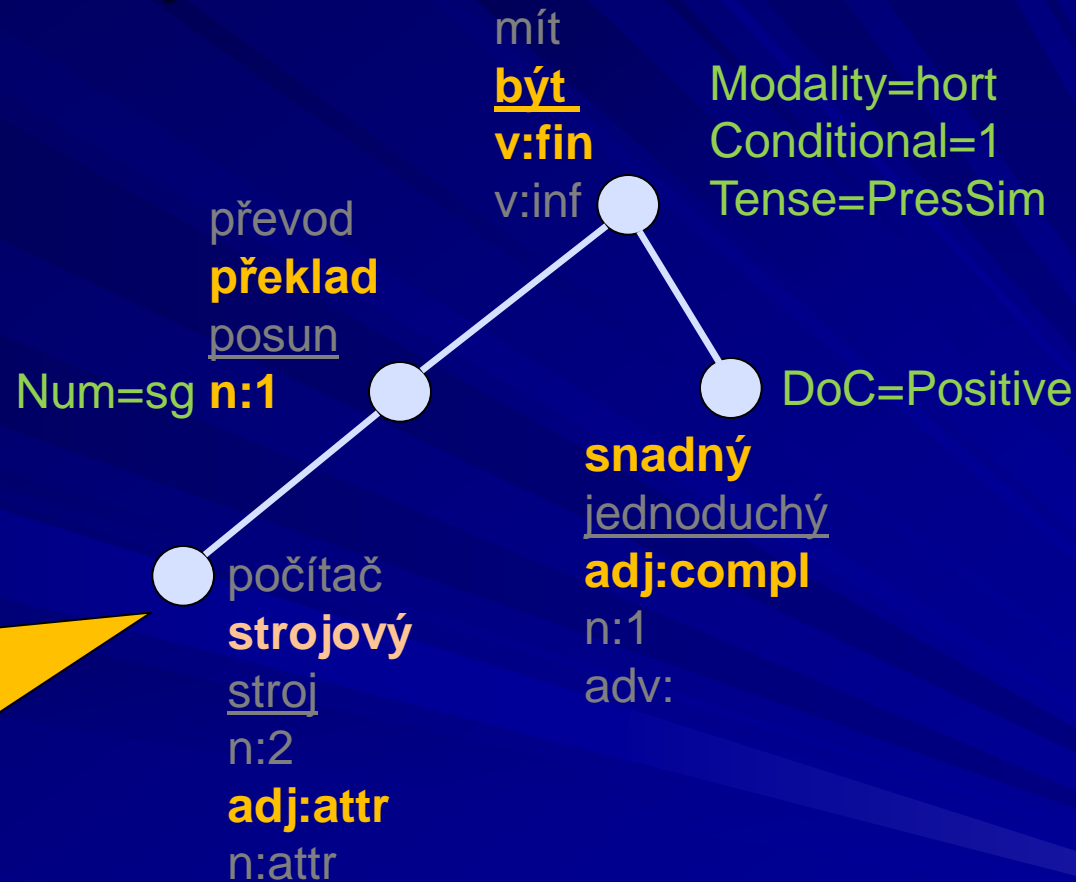 mít
být
v:fin
v:inf
Modality=hort
Conditional=1
Tense=PresSim
převod
překlad
posun
Num=sg n:1
DoC=Positive
snadný
jednoduchý
adj:compl
n:1
adv:
počítač
strojový
stroj
n:2
adj:attr
n:attr